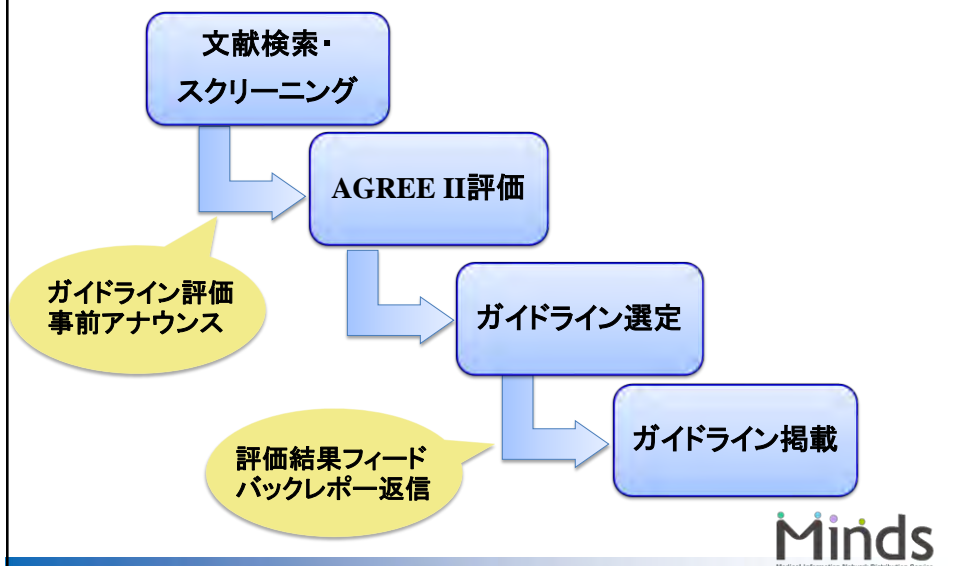 文献検索・
スクリーニング
AGREE II評価
ガイドライン評価
事前アナウンス
ガイドライン選定
ガイドライン掲載
評価結果フィード
バックレポー返信
Minds